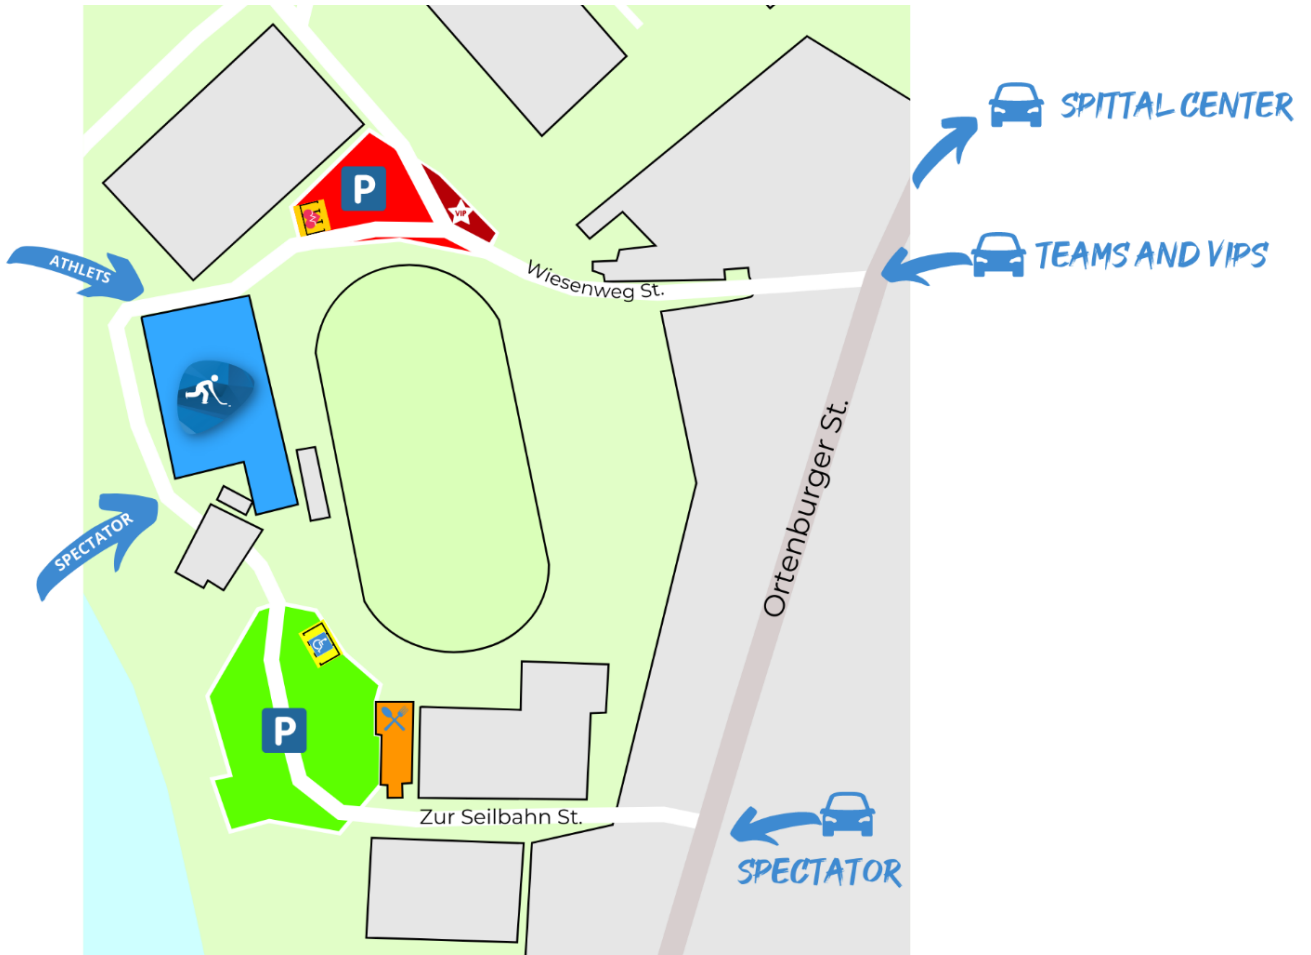 SPITTAL CENTER
P
VIP
ATHLETS
TEAMS AND VIPS
Wiesenweg St.
Ortenburger St.
SPECTATOR
P
Zur Seilbahn St.
SPECTATOR